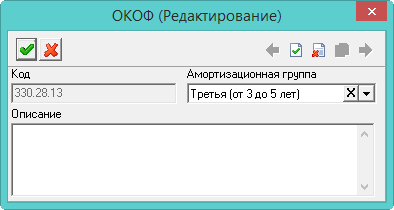 ОКОФ (Редактирование)
Код
Амортизационная группа
330.28.13
Третья (от 3 до 5 лет)
Описание